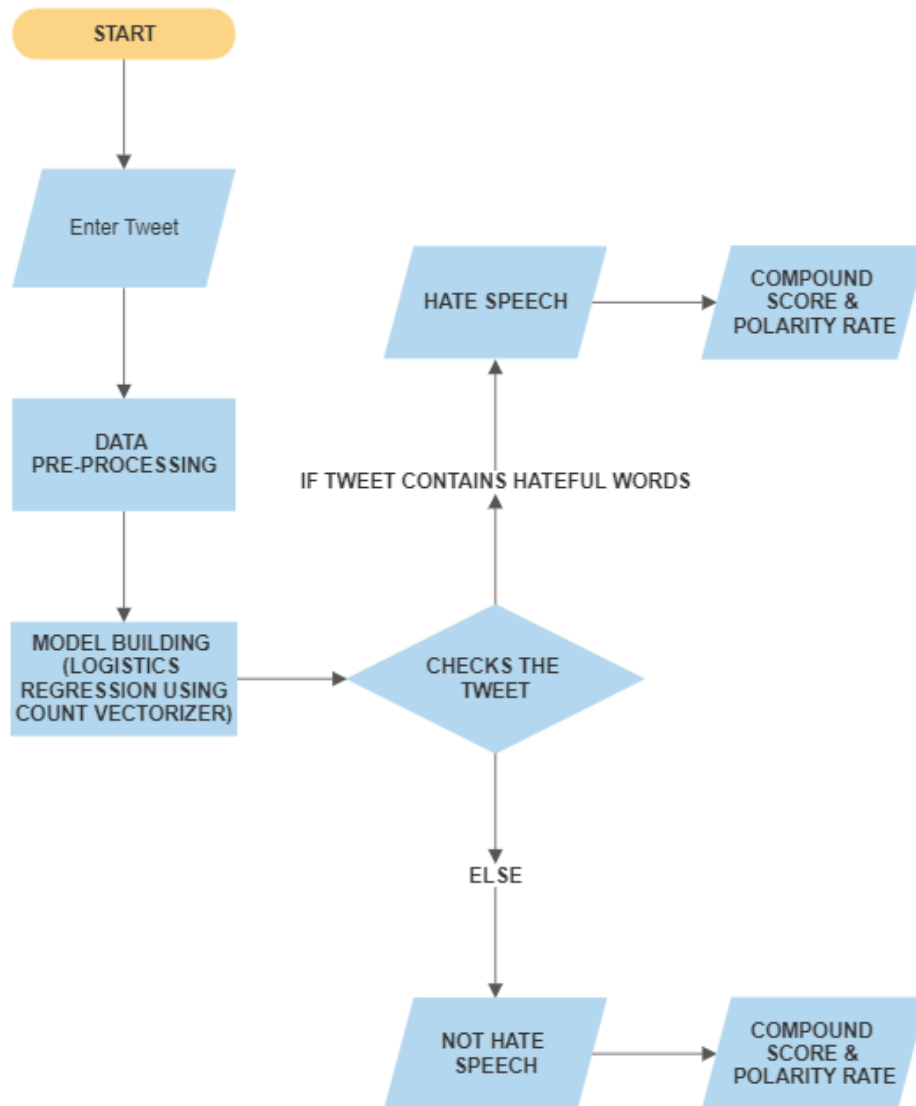 START
Enter Tweet
DATA
PRE-PROCESSING
MODEL BUILDING
(LOGISTICS
REGRESSION USING
COUNT VECTORIZER)
CHECKS THE
TWEET
IF TWEET CONTAINS HATEFUL WORDS
HATE SPEECH
COMPOUND
SCORE &
POLARITY RATE
ELSE
NOT HATE
SPEECH
COMPOUND
SCORE &
POLARITY RATE